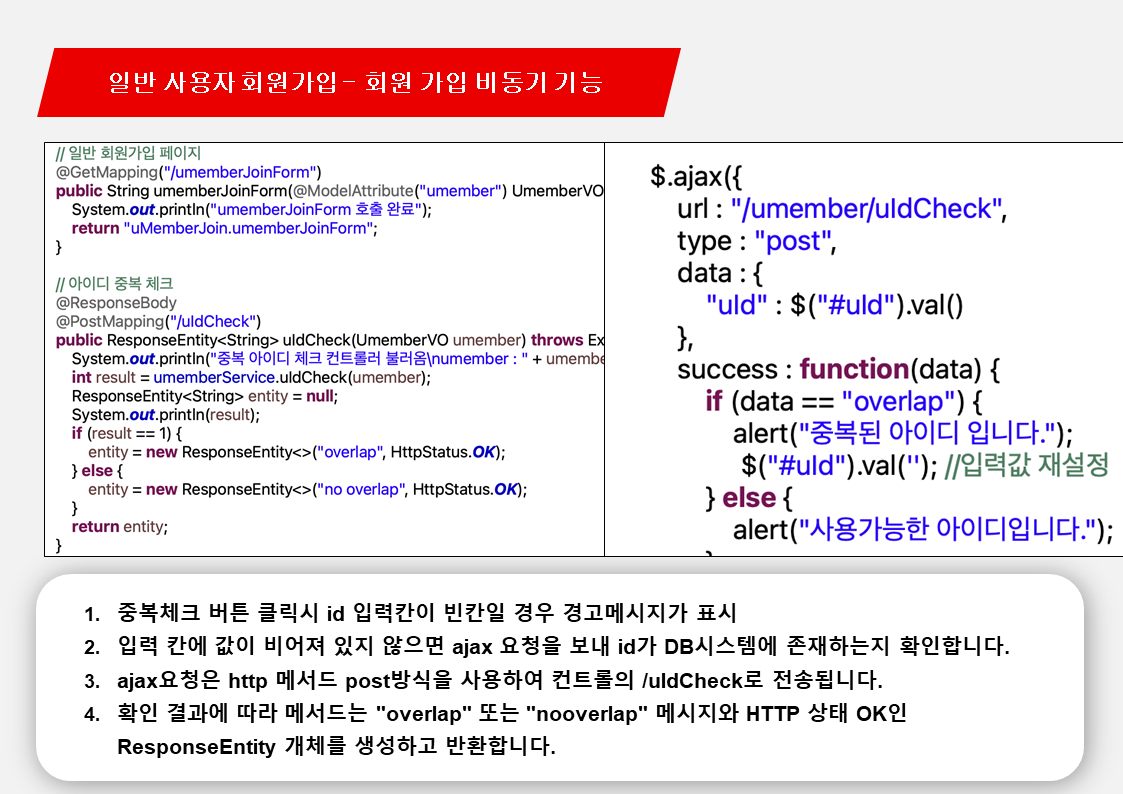 일반 사용자 회원가입 – 회원 가입 비동기 기능
// 일반 회원가입 페이지
@GetMapping("/umemberJoinForm")
public String umemberJoinForm(@ModelAttribute("umember") UmemberVO
System.out.println("umemberJoinForm 호출 완료");
return "uMemberJoin.umemberJoinForm";
}
// 아이디 중복 체크
@ResponseBody
@PostMapping("/uIdCheck")
public ResponseEntity<String> uIdCheck(UmemberVO umember) throws Ex
System.out.println("중복 아이디 체크 컨트롤러 불러옴\numember : " + umembe
int result = umemberService.uIdCheck(umember);
ResponseEntity<String> entity = null;
System.out.println(result);
if (result == 1) {
entity = new ResponseEntity<>("overlap", HttpStatus.OK);
} else {
entity = new ResponseEntity<>("no overlap", HttpStatus.OK);
}
return entity;
}
$.ajax({
url : "/umember/uIdCheck",
type : "post",
data : {
"uId" : $("#uId").val()
},
success : function(data) {
if (data == "overlap") {
alert("중복된 아이디 입니다.");
$("#uId").val(''); //입력값 재설정
} else {
alert("사용가능한 아이디입니다.");
1. 중복체크 버튼 클릭시 id 입력칸이 빈칸일 경우 경고메시지가 표시
2. 입력 칸에 값이 비어져 있지 않으면 ajax 요청을 보내 id가 DB시스템에 존재하는지 확인합니다.
3. ajax요청은 http 메서드 post방식을 사용하여 컨트롤의 /uIdCheck로 전송됩니다.
4. 확인 결과에 따라 메서드는 "overlap" 또는 "nooverlap" 메시지와 HTTP 상태 OK인
ResponseEntity 개체를 생성하고 반환합니다.